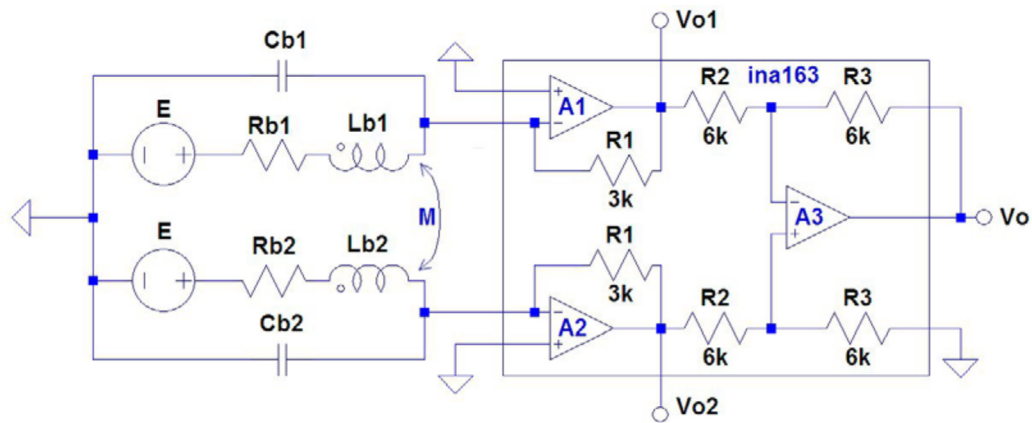 Vo1
Cb1
R2 ina163 R3
E Rb1 Lb1
+ A1 −
6k 6k
R1
3k
M
− A3 +
Vo
E Rb2 Lb2
R1
3k
− A2 +
R2 R3
6k 6k
Cb2
Vo2